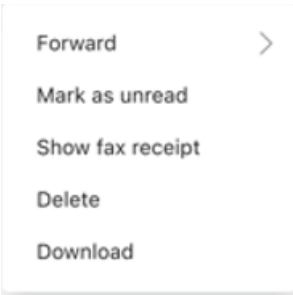 Forward
Mark as unread
Show fax receipt
Delete
Download